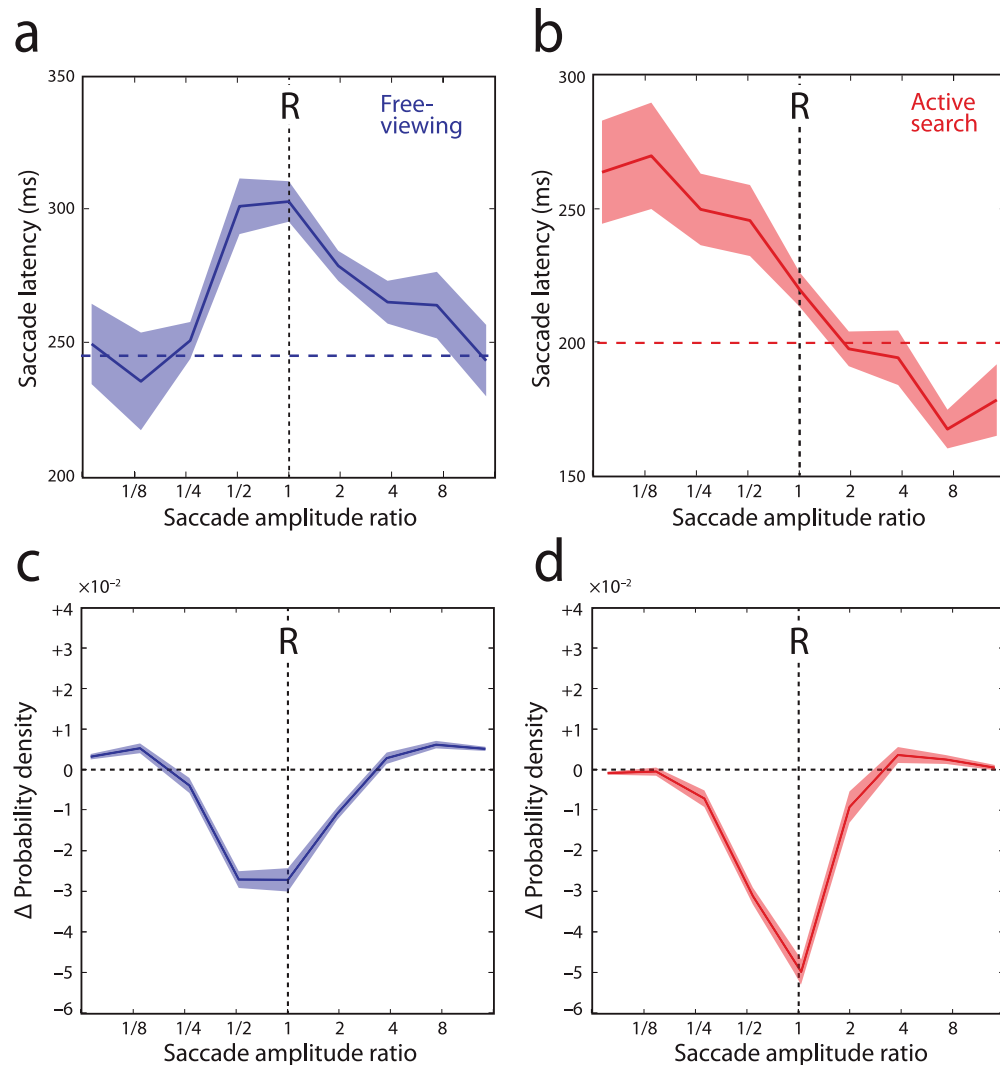 a
350
300
250
200
Saccade latency (ms)
R
Free-
viewing
1/8 1/4 1/2 1 2 4 8
Saccade amplitude ratio
b
300
250
200
150
Saccade latency (ms)
R
Active
search
1/8 1/4 1/2 1 2 4 8
Saccade amplitude ratio
c
×10⁻²
+4
+3
+2
+1
0
−1
−2
−3
−4
−5
−6
Δ Probability density
R
1/8 1/4 1/2 1 2 4 8
Saccade amplitude ratio
d
×10⁻²
+4
+3
+2
+1
0
−1
−2
−3
−4
−5
−6
Δ Probability density
R
1/8 1/4 1/2 1 2 4 8
Saccade amplitude ratio